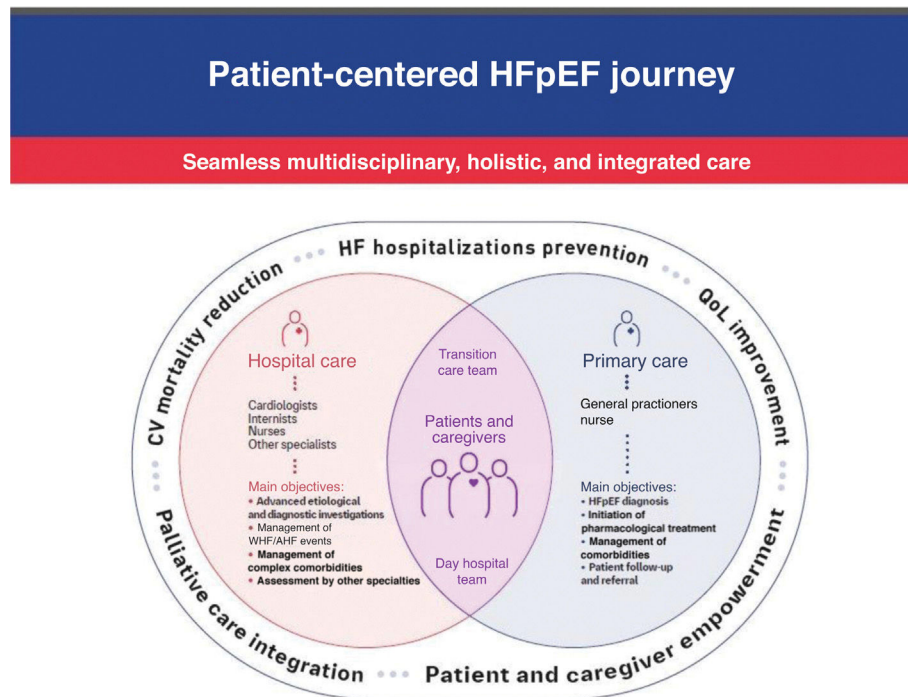 Patient-centered HFpEF journey
Seamless multidisciplinary, holistic, and integrated care
CV mortality reduction
HF hospitalizations prevention
QoL improvement
Hospital care
Cardiologists
Internists
Nurses
Other specialists
Main objectives:
• Advanced etiological
and diagnostic investigations
• Management of
WHF/AHF events
• Management of
complex comorbidities
• Assessment by other specialties
Transition
care team
Patients and
caregivers
Day hospital
team
Primary care
General practioners
nurse
Main objectives:
• HFpEF diagnosis
• Initiation of
pharmacological treatment
• Management of
comorbidities
• Patient follow-up
and referral
Palliative care integration
Patient and caregiver empowerment